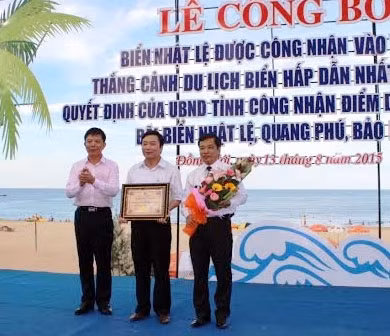 LỄ CÔNG BỐ
BIỂN NHẬT LỆ ĐƯỢC CÔNG NHẬN VÀO
THẮNG CẢNH DU LỊCH BIỂN HẤP DẪN NHẤT
QUYẾT ĐỊNH CỦA UBND TỈNH CÔNG NHẬN ĐIỂM D
BIỂN NHẬT LỆ, QUANG PHÚ, BẢO
Đồng Hới, ngày 13 tháng 8 năm 2015